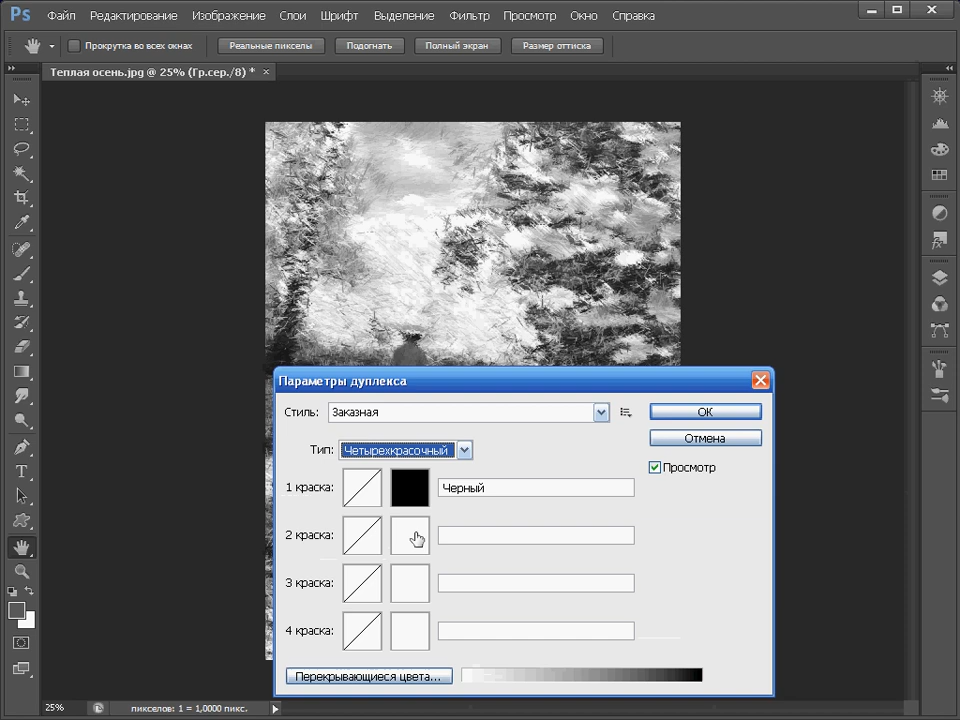 Ps Файл Редактирование Изображение Слои Шрифт Выделение Фильтр Просмотр Окно Справка
Прокрутка во всех окнах Реальные пикселы Подогнать Полный экран Размер оттиска
Теплая осень.jpg @ 25% (Гр.сер./8) * ×
Параметры дуплекса
Стиль: Заказная OK
Отмена
Тип: Четырехкрасочный
Просмотр
1 краска: Черный
2 краска:
3 краска:
4 краска:
Перекрывающиеся цвета...
25% пикселов: 1 = 1,0000 пикс.